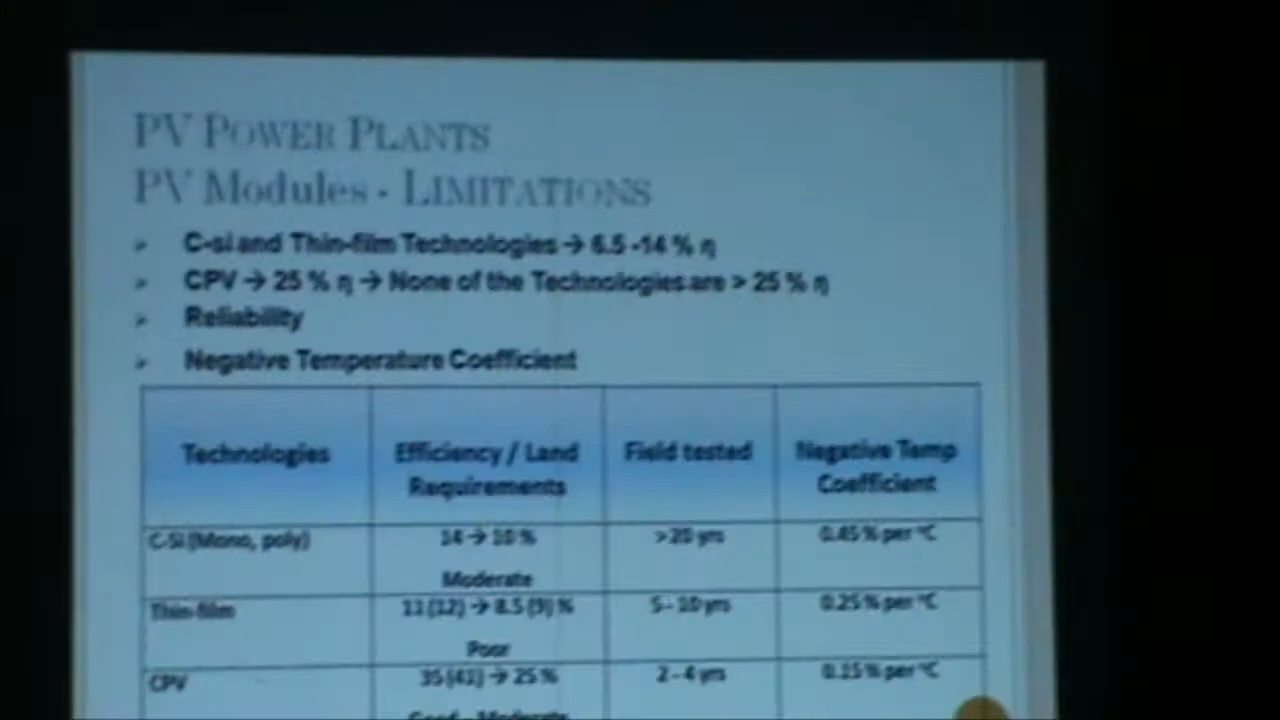 PV POWER PLANTS
PV Modules - LIMITATIONS
➢ C-si and Thin-film Technologies → 6.5 -14 % η
➢ CPV → 25 % η → None of the Technologies are > 25 % η
➢ Reliability
➢ Negative Temperature Coefficient
Technologies
Efficiency / Land
Requirements
Field tested
Negative Temp
Coefficient
C-Si (Mono, poly)
14 → 10 %
Moderate
>20 yrs
0.45 % per °C
Thin-film
11 (12) → 8.5 (9) %
Poor
5 - 10 yrs
0.25 % per °C
CPV
35 (41) → 25 %
Good - Moderate
2 - 4 yrs
0.15 % per °C